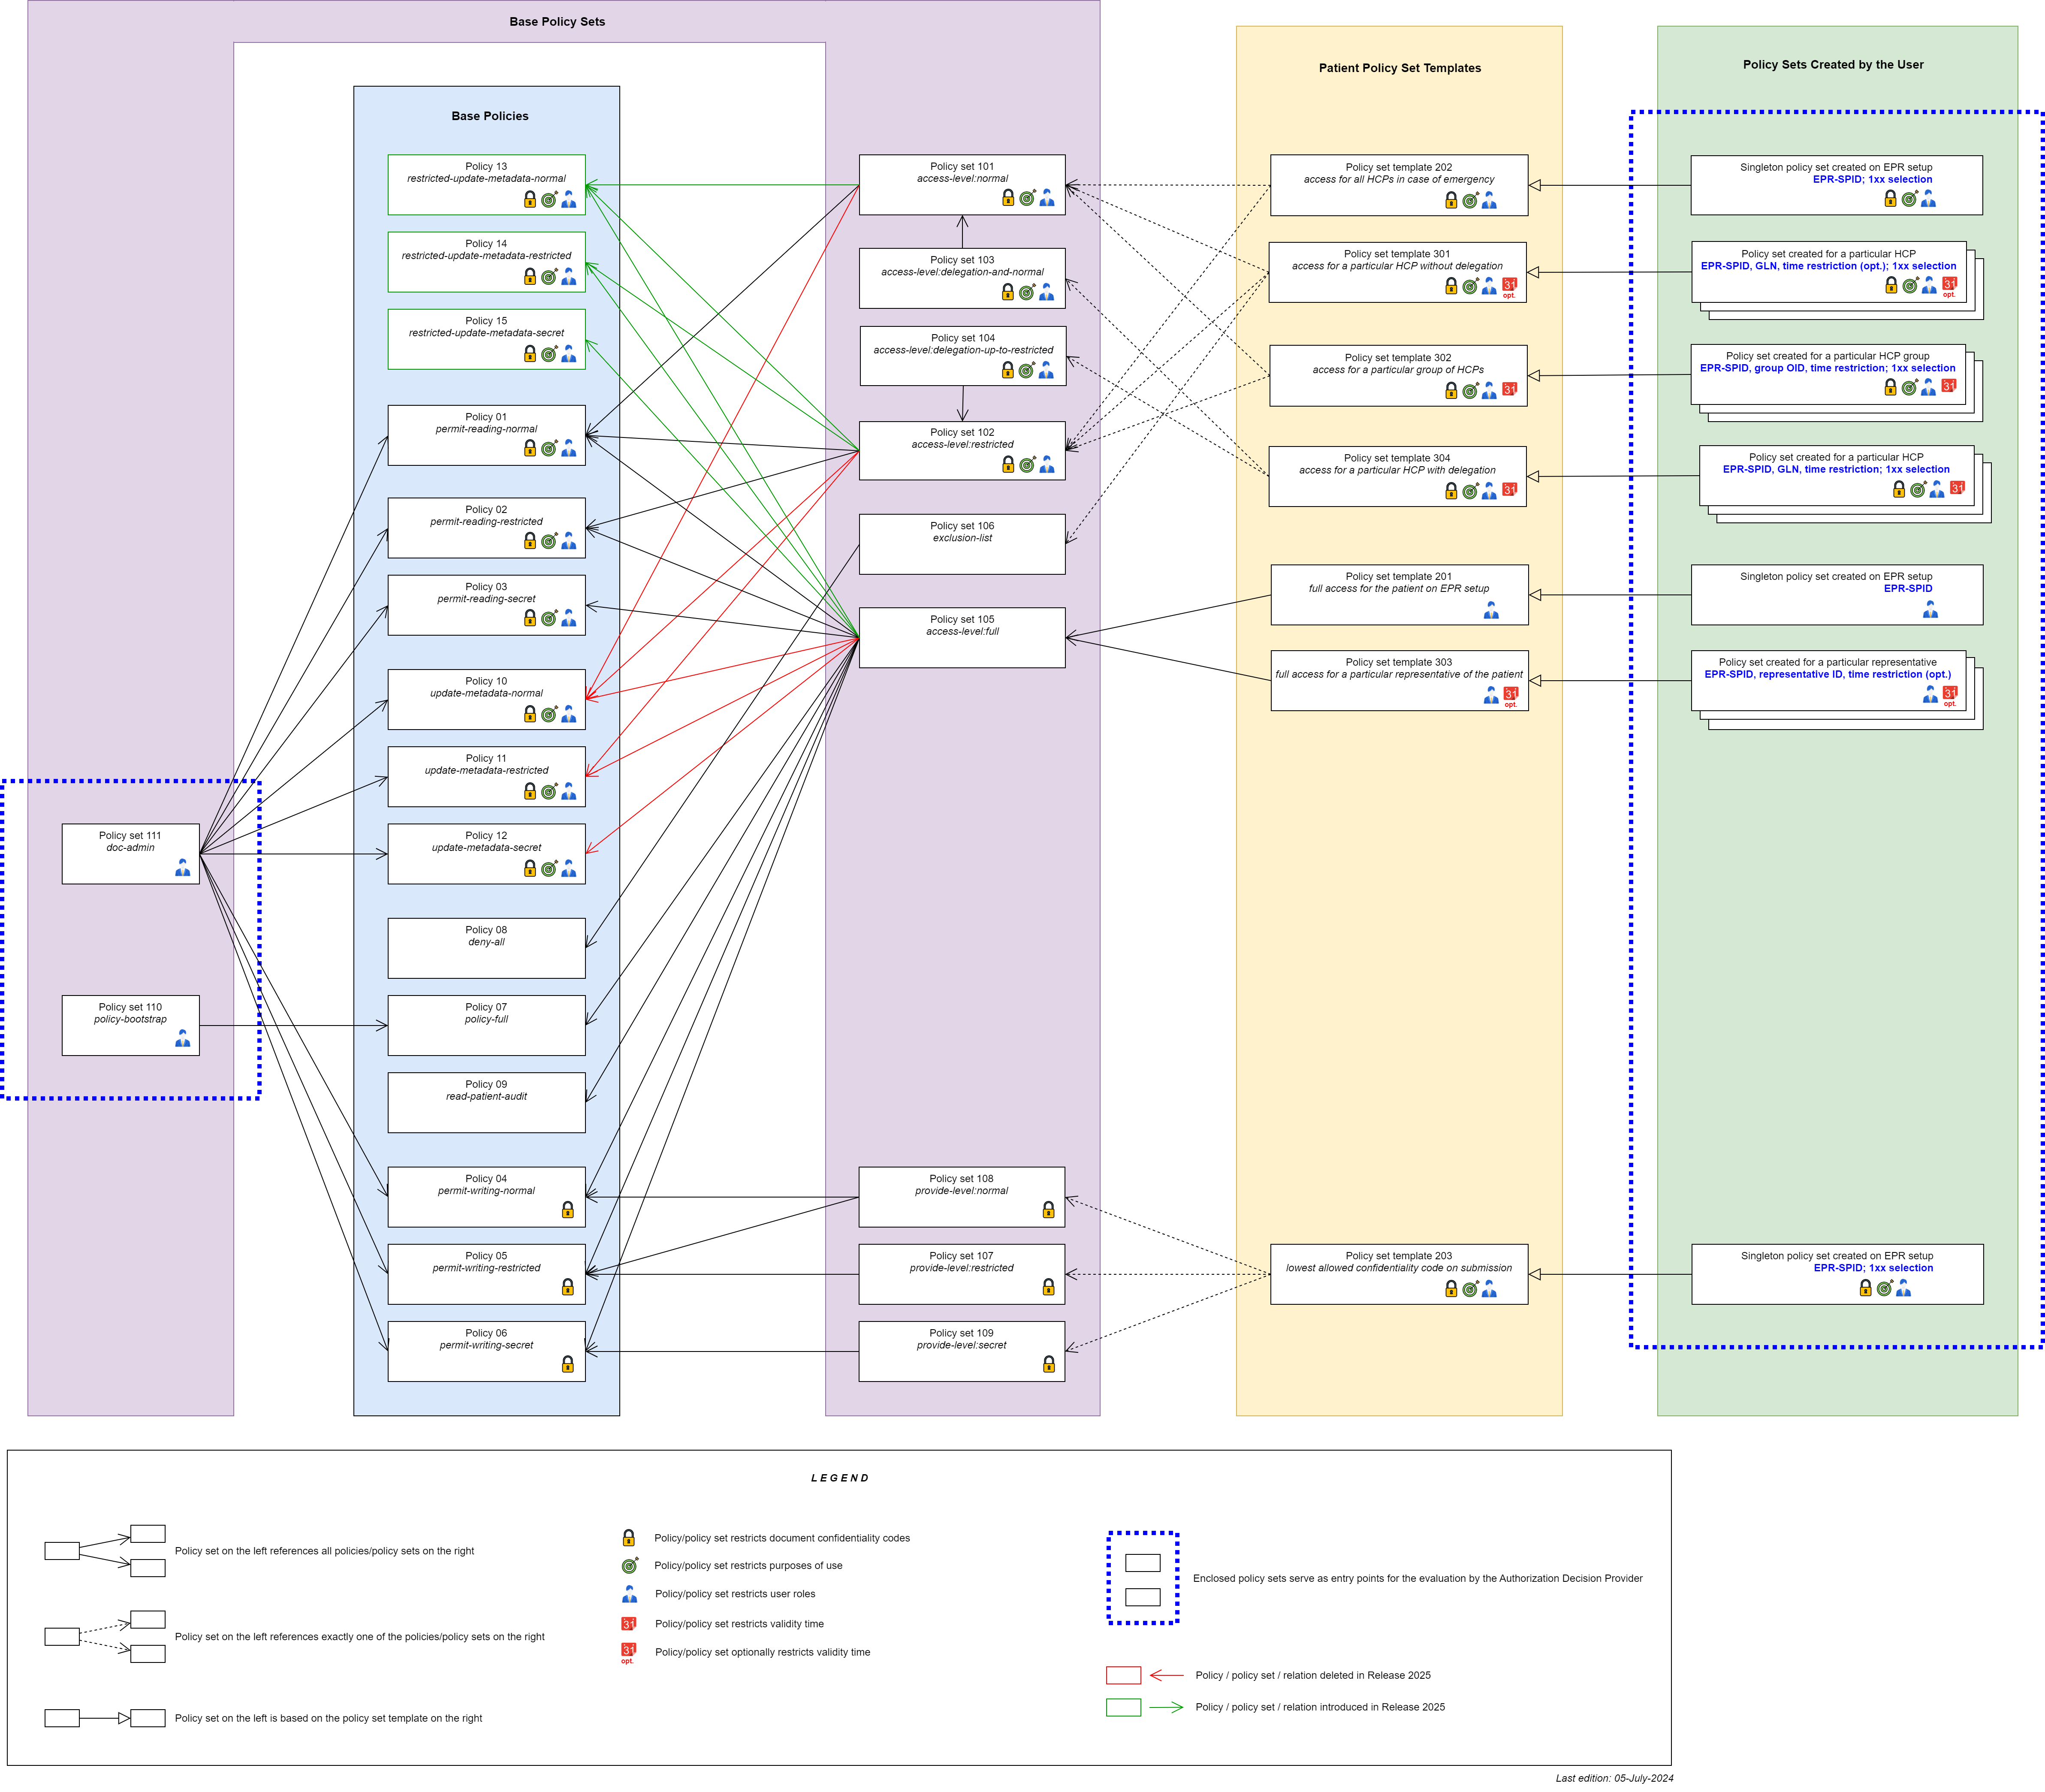 Base Policy Sets
Base Policies
Policy 13
restricted-update-metadata-normal
Policy 14
restricted-update-metadata-restricted
Policy 15
restricted-update-metadata-secret
Policy 01
permit-reading-normal
Policy 02
permit-reading-restricted
Policy 03
permit-reading-secret
Policy 10
update-metadata-normal
Policy 11
update-metadata-restricted
Policy 12
update-metadata-secret
Policy 08
deny-all
Policy 07
policy-full
Policy 09
read-patient-audit
Policy 04
permit-writing-normal
Policy 05
permit-writing-restricted
Policy 06
permit-writing-secret
Policy set 111
doc-admin
Policy set 110
policy-bootstrap
Policy set 101
access-level:normal
Policy set 103
access-level:delegation-and-normal
Policy set 104
access-level:delegation-up-to-restricted
Policy set 102
access-level:restricted
Policy set 106
exclusion-list
Policy set 105
access-level:full
Policy set 108
provide-level:normal
Policy set 107
provide-level:restricted
Policy set 109
provide-level:secret
Patient Policy Set Templates
Policy set template 202
access for all HCPs in case of emergency
Policy set template 301
access for a particular HCP without delegation
31
opt.
Policy set template 302
access for a particular group of HCPs
31
Policy set template 304
access for a particular HCP with delegation
31
Policy set template 201
full access for the patient on EPR setup
Policy set template 303
full access for a particular representative of the patient
31
opt.
Policy set template 203
lowest allowed confidentiality code on submission
Policy Sets Created by the User
Singleton policy set created on EPR setup
EPR-SPID; 1xx selection
Policy set created for a particular HCP
EPR-SPID, GLN, time restriction (opt.); 1xx selection
31
opt.
Policy set created for a particular HCP group
EPR-SPID, group OID, time restriction; 1xx selection
31
Policy set created for a particular HCP
EPR-SPID, GLN, time restriction; 1xx selection
31
Singleton policy set created on EPR setup
EPR-SPID
Policy set created for a particular representative
EPR-SPID, representative ID, time restriction (opt.)
31
opt.
Singleton policy set created on EPR setup
EPR-SPID; 1xx selection
L E G E N D
Policy set on the left references all policies/policy sets on the right
Policy set on the left references exactly one of the policies/policy sets on the right
Policy set on the left is based on the policy set template on the right
Policy/policy set restricts document confidentiality codes
Policy/policy set restricts purposes of use
Policy/policy set restricts user roles
31
Policy/policy set restricts validity time
31
opt.
Policy/policy set optionally restricts validity time
Enclosed policy sets serve as entry points for the evaluation by the Authorization Decision Provider
Policy / policy set / relation deleted in Release 2025
Policy / policy set / relation introduced in Release 2025
Last edition: 05-July-2024